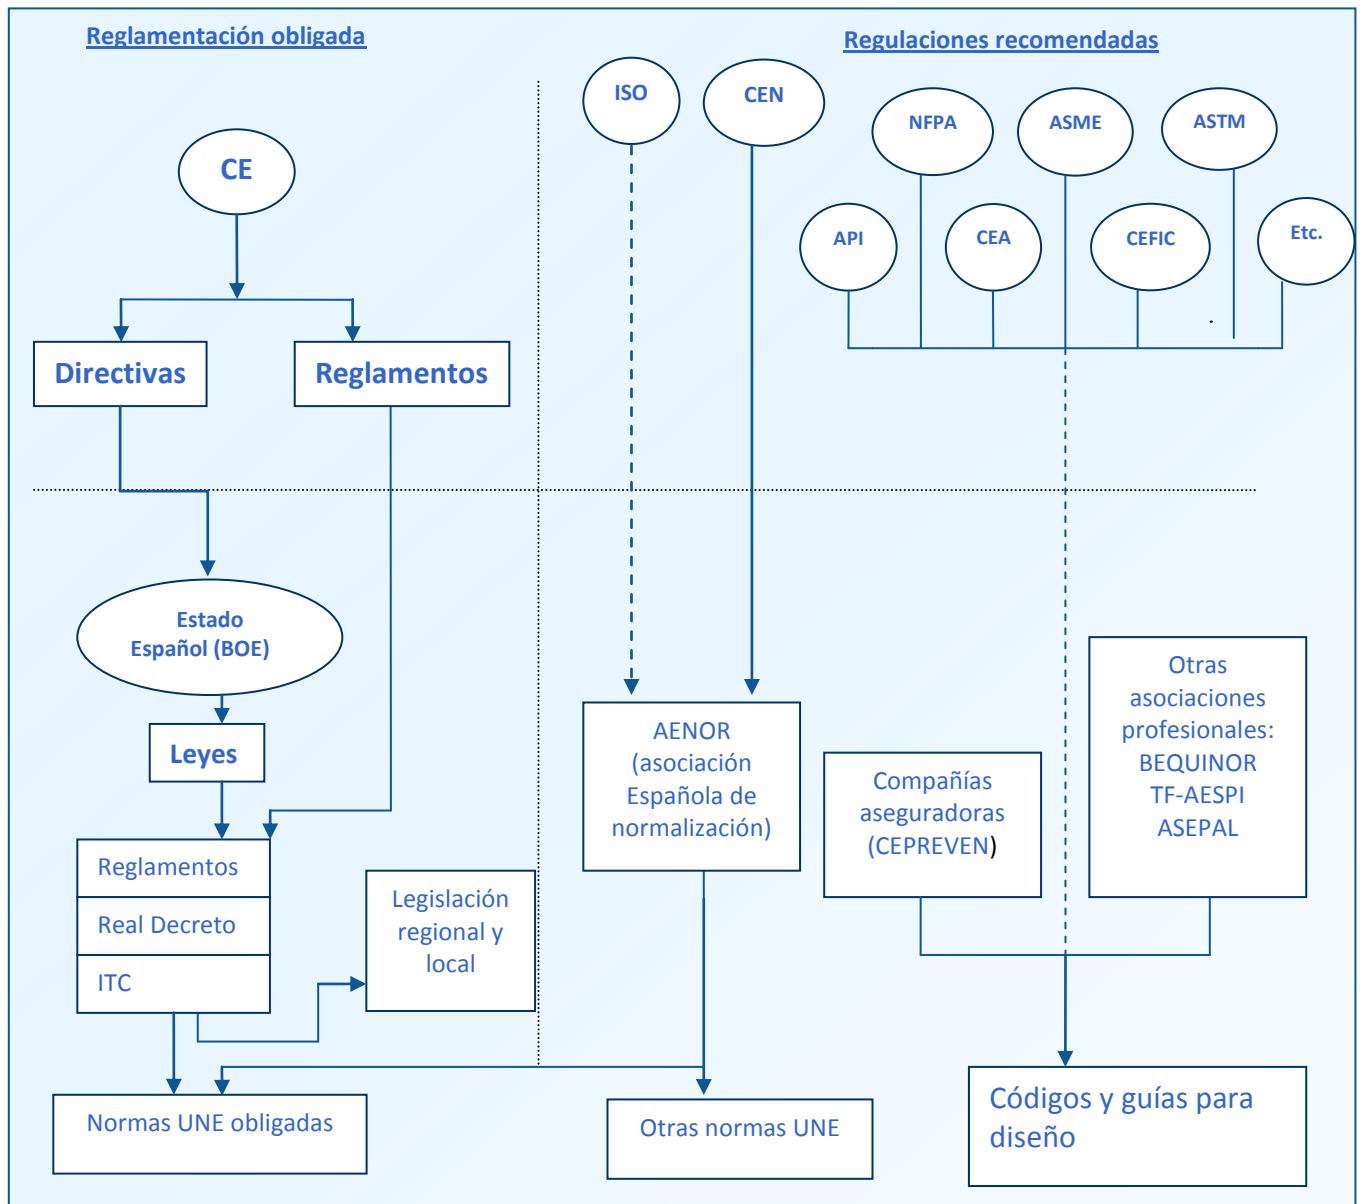 Reglamentación obligada
Regulaciones recomendadas
ISO
CEN
NFPA
ASME
ASTM
CE
API
CEA
CEFIC
Etc.
.
Directivas
Reglamentos
Estado
Español (BOE)
Leyes
AENOR
(asociación
Española de
normalización)
Compañías
aseguradoras
(CEPREVEN)
Otras
asociaciones
profesionales:
BEQUINOR
TF-AESPI
ASEPAL
Reglamentos
Real Decreto
ITC
Legislación
regional y
local
Normas UNE obligadas
Otras normas UNE
Códigos y guías para
diseño